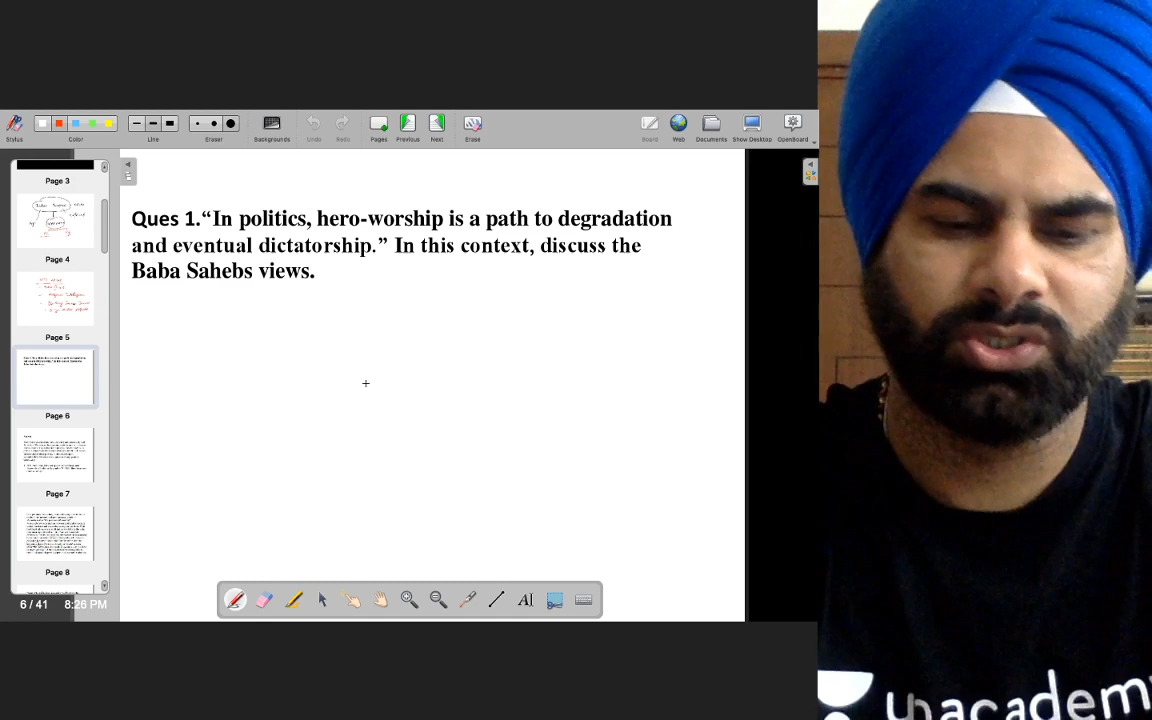 Stylus
Color
Line
Eraser
Backgrounds
Undo
Redo
Pages
Previous
Next
Erase
Board
Web
Documents
Show Desktop
OpenBoard
Page 3
Page 4
Page 5
Page 6
Page 7
Page 8
6 / 41 8:26 PM
Ques 1.“In politics, hero-worship is a path to degradation
and eventual dictatorship.” In this context, discuss the
Baba Sahebs views.
unacademy